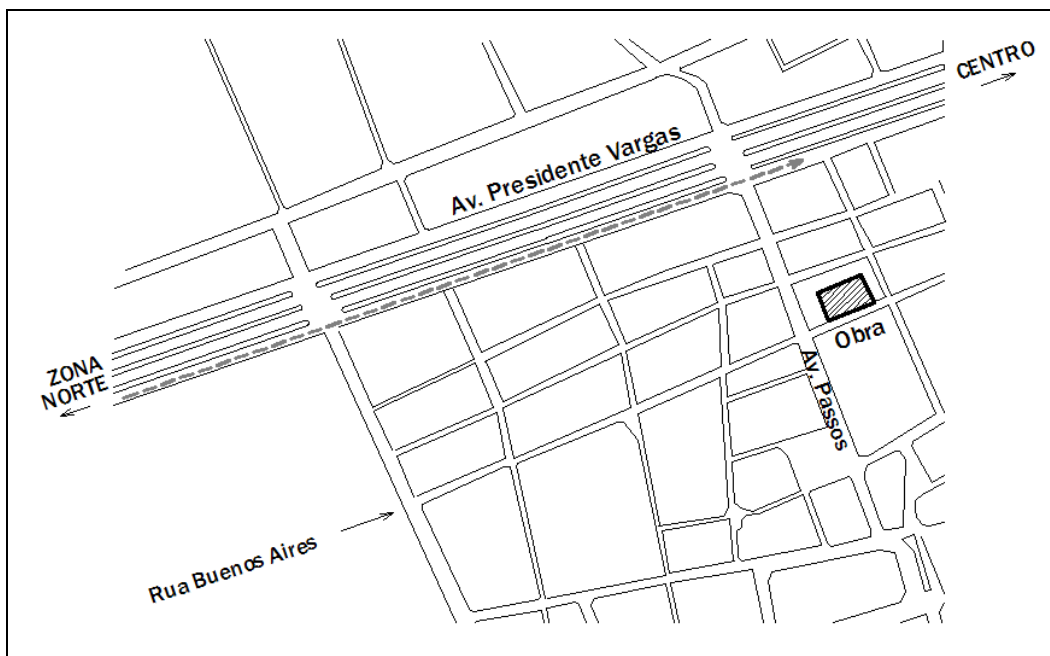 CENTRO
Av. Presidente Vargas
ZONA
NORTE
Obra
Av. Passos
Rua Buenos Aires